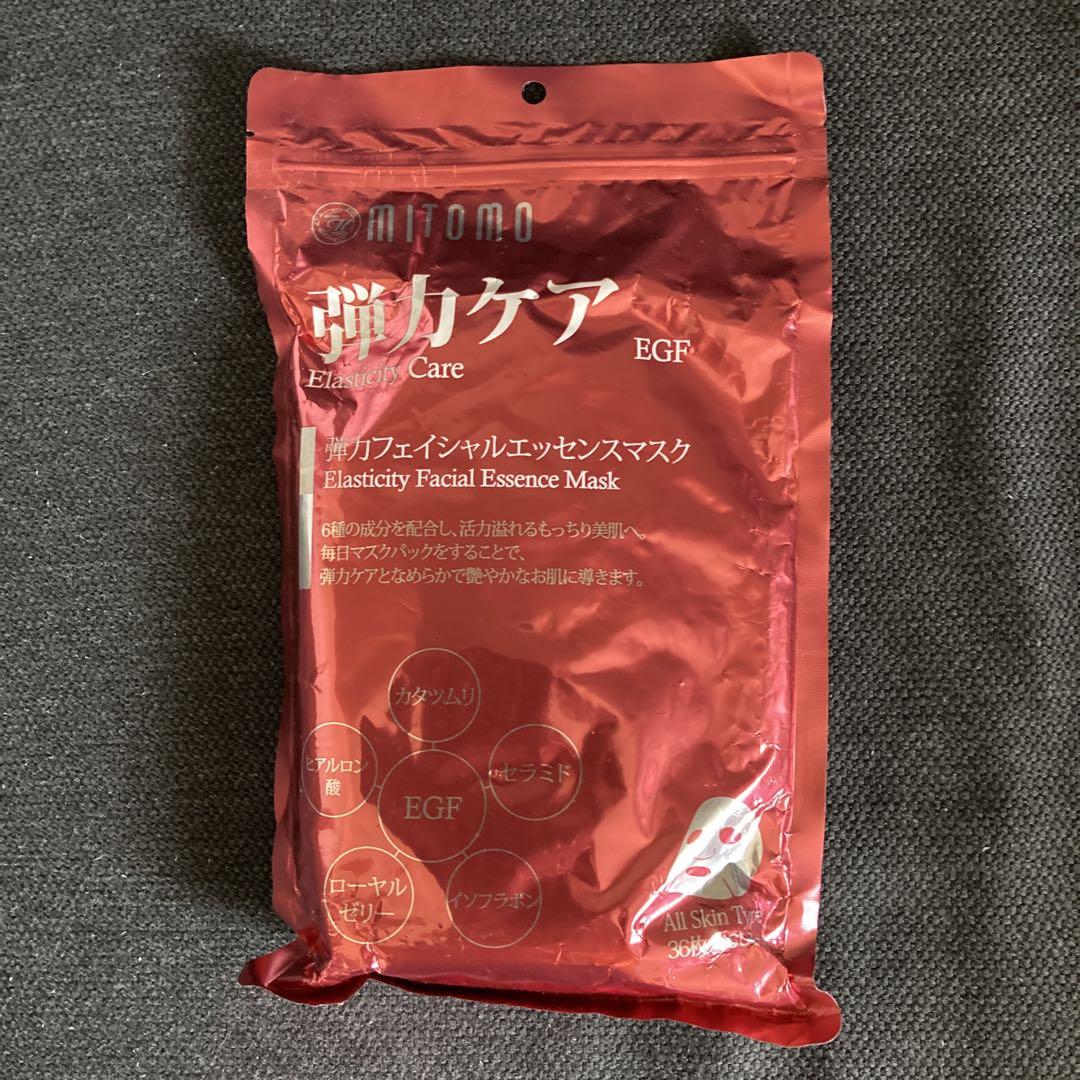 MITOMO
弾力ケア
EGF
Elasticity Care
弾力フェイシャルエッセンスマスク
Elasticity Facial Essence Mask
6種の成分を配合し、活力溢れるもっちり美肌へ。
毎日マスクパックをすることで、
弾力ケアとなめらかで艶やかなお肌に導きます。
カタツムリ
ヒアルロン
酸
セラミド
EGF
ローヤル
ゼリー
イソフラボン
All Skin Type
36枚